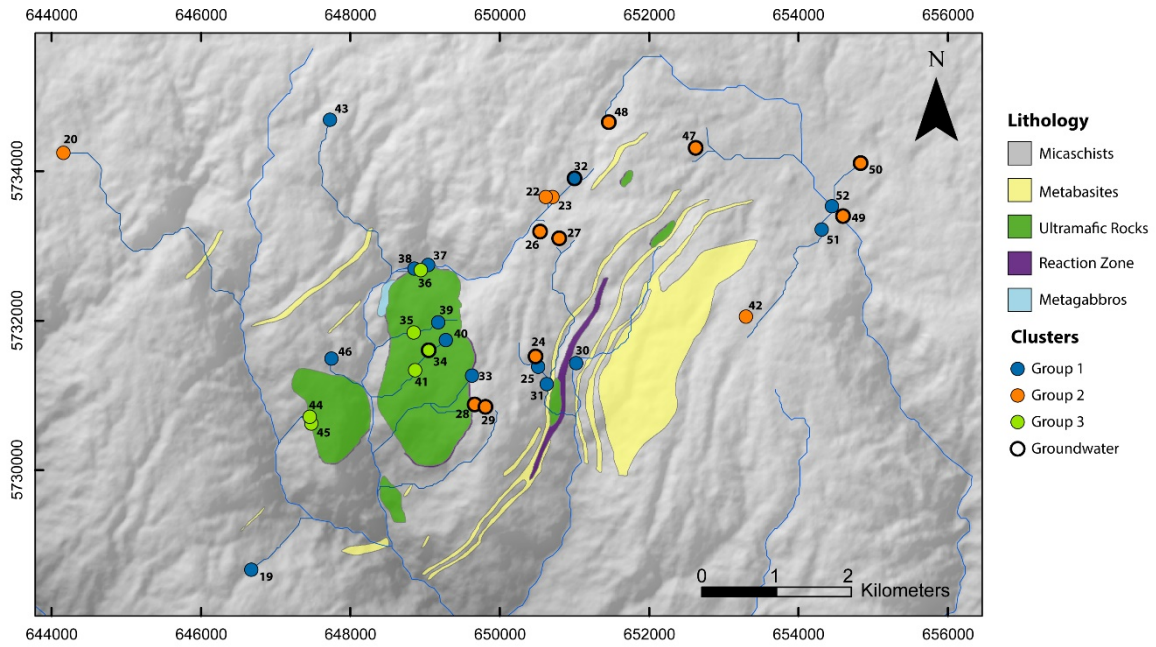 644000 646000 648000 650000 652000 654000 656000
N
43
48
47
20
32
50
22
23
52
26
27
49
51
38
37
36
42
39
35
40
46
34
24
30
41
33
25
31
44
28
29
45
19
5734000
5732000
5730000
5734000
5732000
5730000
0 1 2
Kilometers
644000 646000 648000 650000 652000 654000 656000
Lithology
Micaschists
Metabasites
Ultramafic Rocks
Reaction Zone
Metagabbros
Clusters
Group 1
Group 2
Group 3
Groundwater